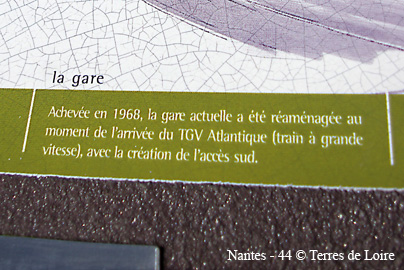 la gare
Achevée en 1968, la gare actuelle a été réaménagée au
moment de l'arrivée du TGV Atlantique (train à grande
vitesse), avec la création de l'accès sud.
Nantes - 44 © Terres de Loire